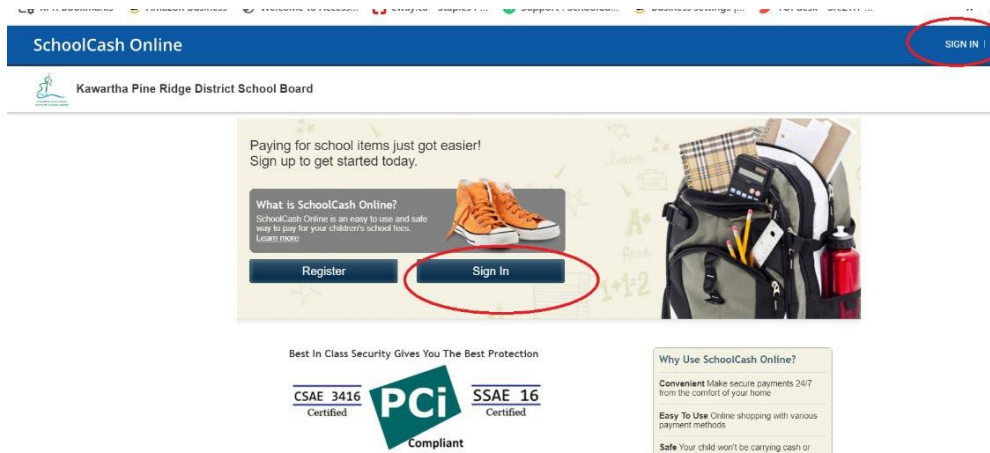 SchoolCash Online
SIGN IN
Kawartha Pine Ridge District School Board
Paying for school items just got easier!
Sign up to get started today.
What is SchoolCash Online?
SchoolCash Online is an easy to use and safe
way to pay for your children's school fees.
Learn more
Register
Sign In
A+
1+1=2
Best In Class Security Gives You The Best Protection
CSAE 3416
Certified
PCi
Compliant
SSAE 16
Certified
Why Use SchoolCash Online?
Convenient Make secure payments 24/7
from the comfort of your home
Easy To Use Online shopping with various
payment methods
Safe Your child won't be carrying cash or